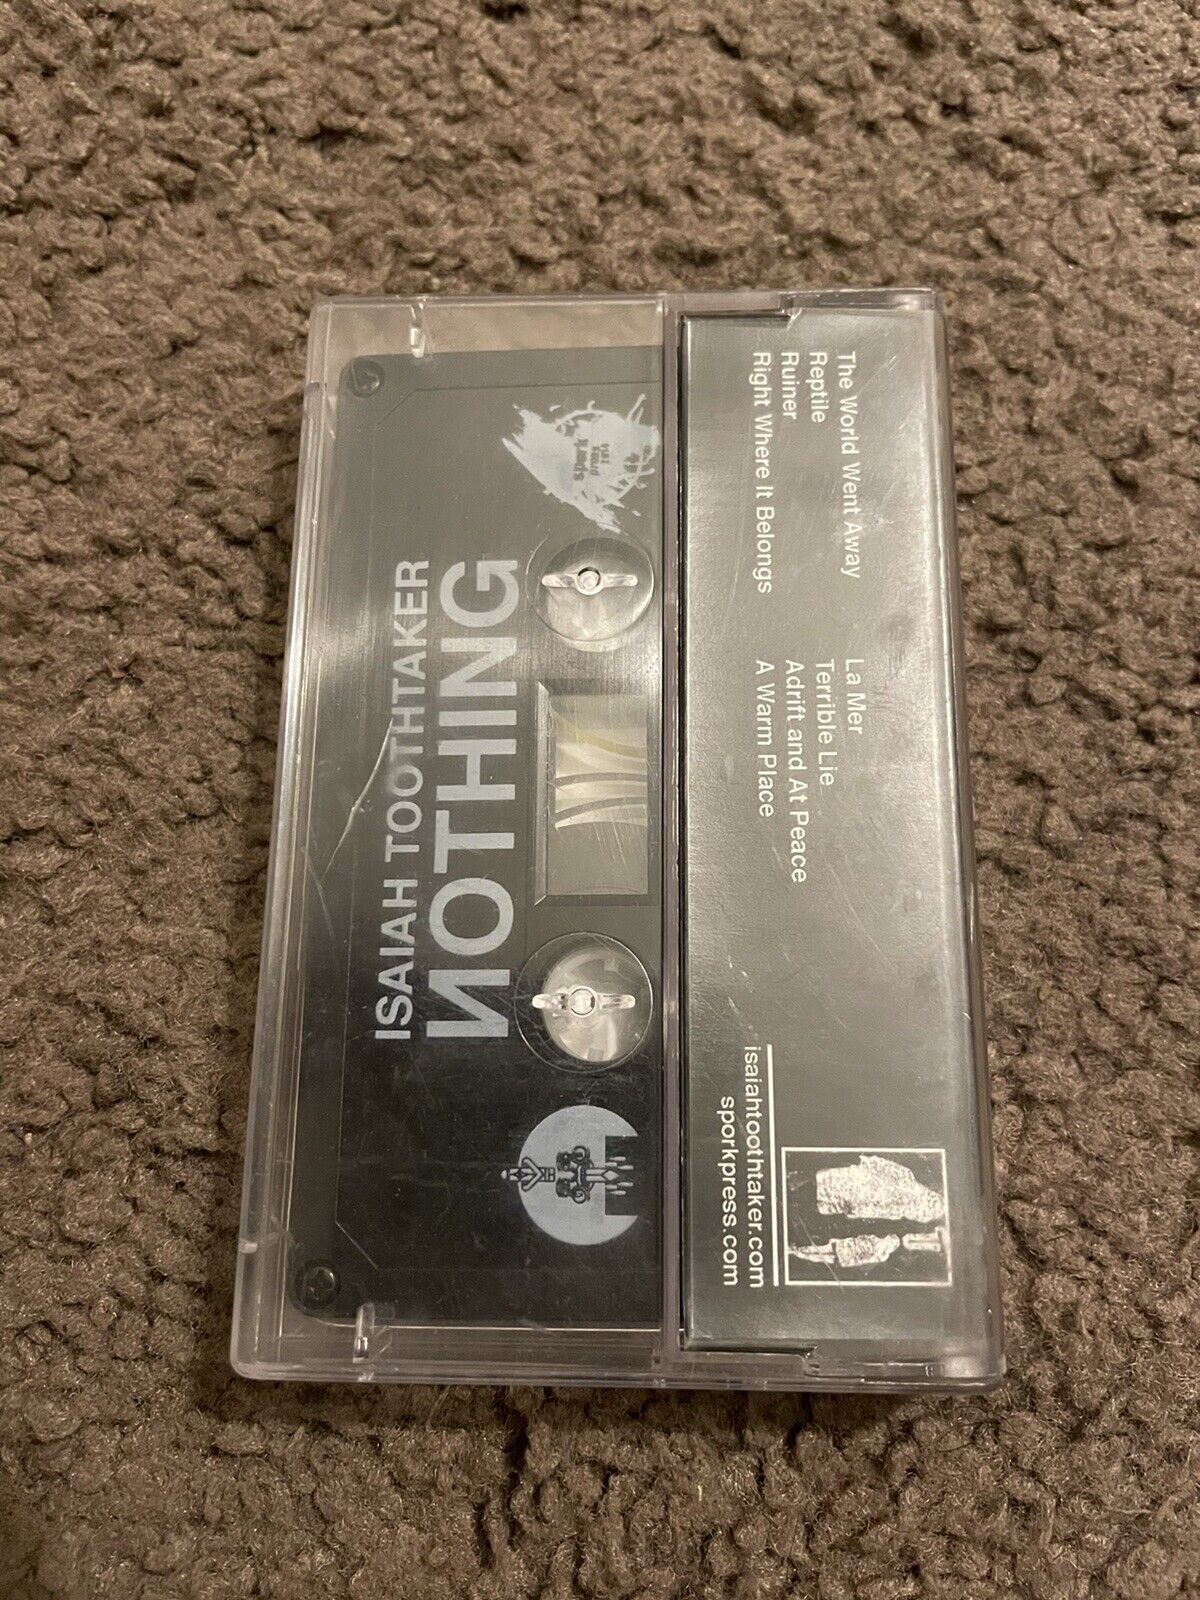 ISAIAH TOOTHTAKER
ИOTHING
The World Went Away
Reptile
Ruiner
Right Where It Belongs
La Mer
Terrible Lie
Adrift and At Peace
A Warm Place
isaiahtoothtaker.com
sporkpress.com